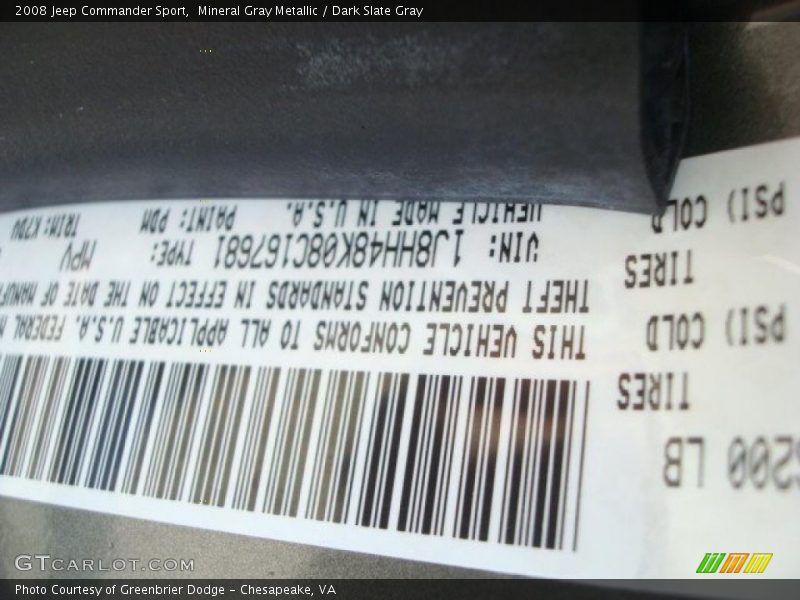 2008 Jeep Commander Sport, Mineral Gray Metallic / Dark Slate Gray
200 LB
TIRES
PSI) COLD
TIRES
PSI) COLD
THIS VEHICLE CONFORMS TO ALL APPLICABLE U.S.A. FEDERAL
THEFT PREVENTION STANDARDS IN EFFECT ON THE DATE OF MANUF
VIN: 1J8HH48K08C167681 TYPE: MPV
VEHICLE MADE IN U.S.A. PAINT: PDM TRIM: K7DV
GTCARLOT.COM
Photo Courtesy of Greenbrier Dodge - Chesapeake, VA